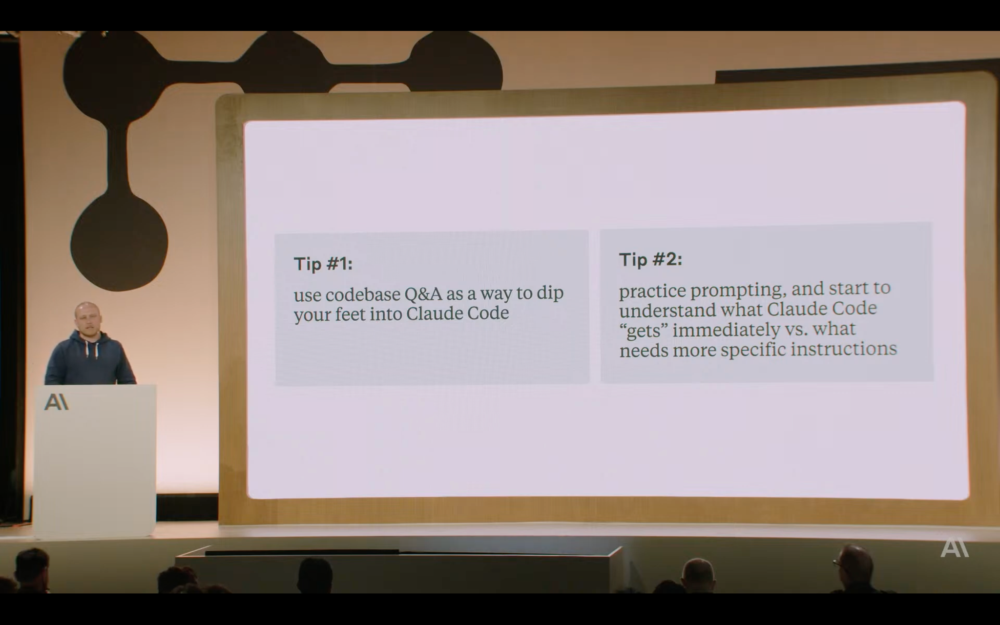 Tip #1:
use codebase Q&A as a way to dip
your feet into Claude Code
Tip #2:
practice prompting, and start to
understand what Claude Code
“gets” immediately vs. what
needs more specific instructions
A\
A\